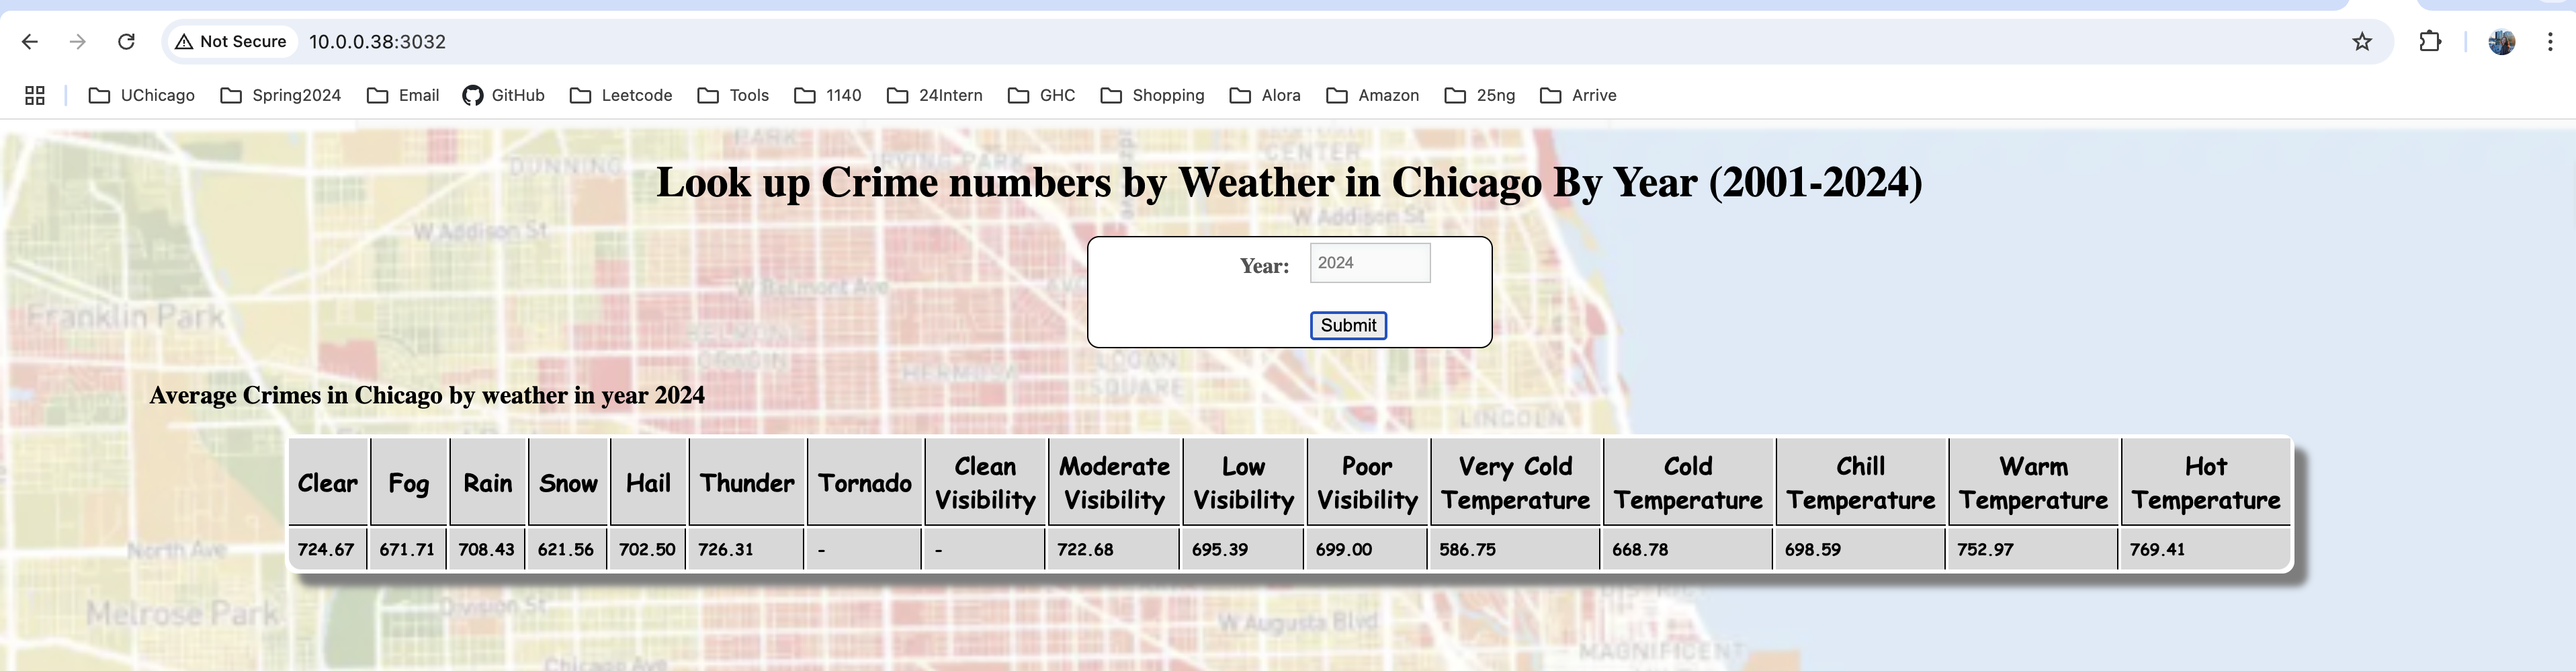 Not Secure 10.0.0.38:3032
UChicago Spring2024 Email GitHub Leetcode Tools 1140 24Intern GHC Shopping Alora Amazon 25ng Arrive
PARK
DUNNING
IRVING PARK
CENTER
Look up Crime numbers by Weather in Chicago By Year (2001-2024)
W Addison St
W Addison St
Year: 2024
W Belmont Ave
Franklin Park
Submit
BELMONT
CRAGIN
HERMOSA
LOGAN
SQUARE
Average Crimes in Chicago by weather in year 2024
LINCOLN
Clear Fog Rain Snow Hail Thunder Tornado Clean Visibility Moderate Visibility Low Visibility Poor Visibility Very Cold Temperature Cold Temperature Chill Temperature Warm Temperature Hot Temperature
724.67 671.71 708.43 621.56 702.50 726.31 - - 722.68 695.39 699.00 586.75 668.78 698.59 752.97 769.41
North Ave
Melrose Park
Division St
W Augusta Blvd
Chicago Ave
MAGNIFICENT